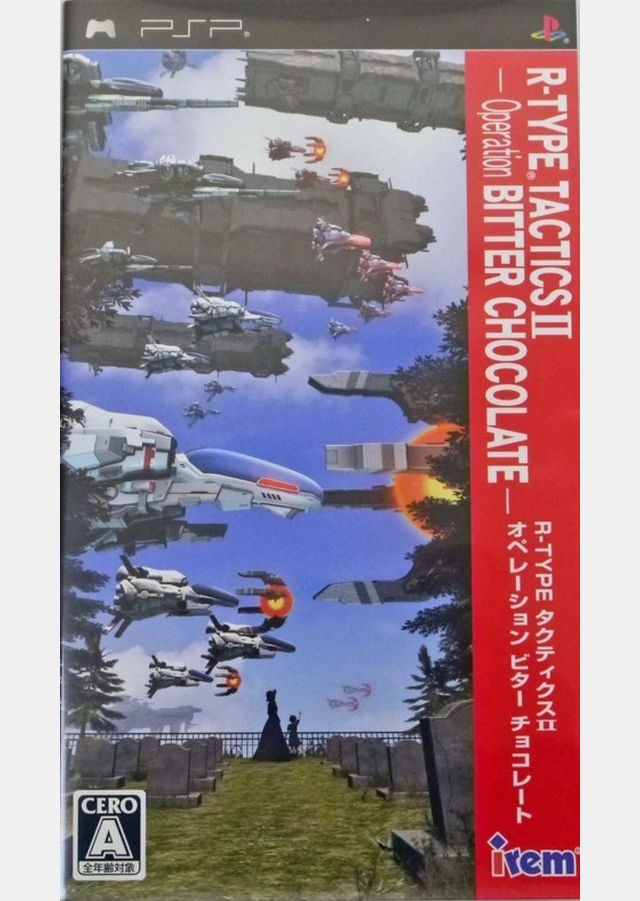 PSP
R-TYPE® TACTICS II
— Operation BITTER CHOCOLATE —
R-TYPE タクティクスII
オペレーション ビター チョコレート
CERO
A
全年齢対象
irem